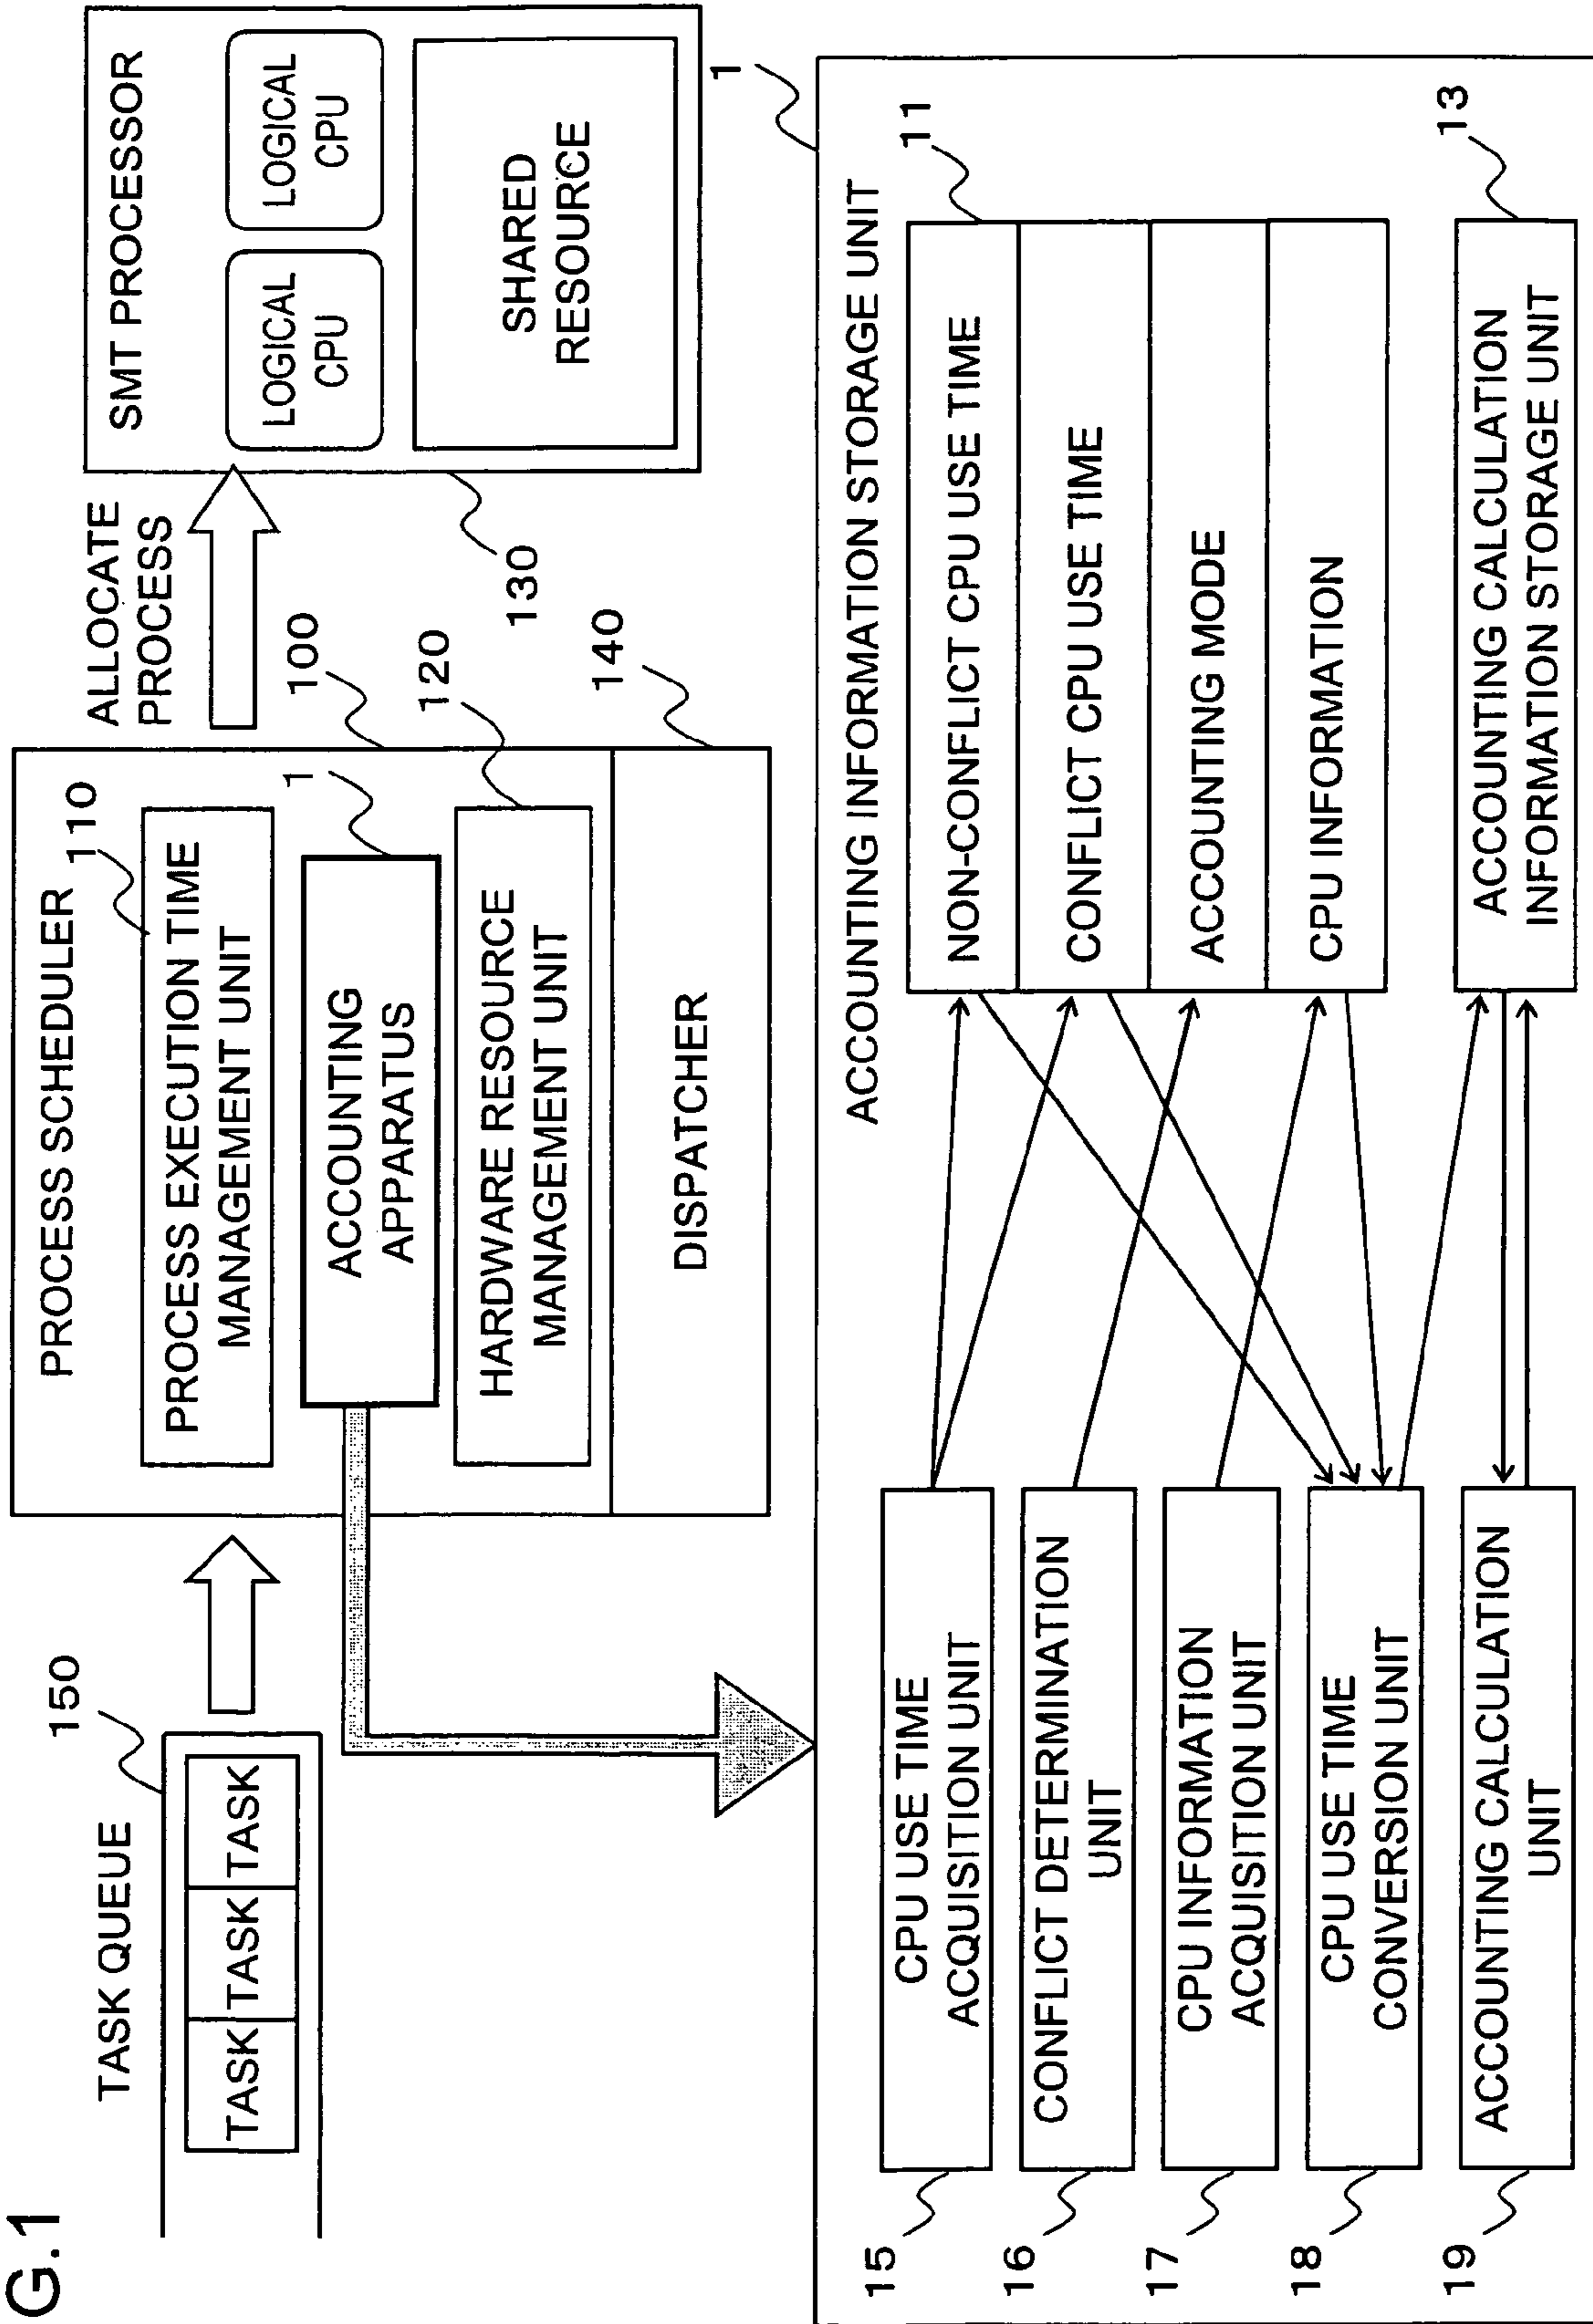 G.1
TASK QUEUE
150
TASK TASK TASK
PROCESS SCHEDULER
110
PROCESS EXECUTION TIME
MANAGEMENT UNIT
1
ACCOUNTING
APPARATUS
120
HARDWARE RESOURCE
MANAGEMENT UNIT
100
140
DISPATCHER
ALLOCATE
PROCESS
130
SMT PROCESSOR
LOGICAL
CPU
LOGICAL
CPU
SHARED
RESOURCE
1
ACCOUNTING INFORMATION STORAGE UNIT
11
15
CPU USE TIME
ACQUISITION UNIT
16
CONFLICT DETERMINATION
UNIT
17
CPU INFORMATION
ACQUISITION UNIT
18
CPU USE TIME
CONVERSION UNIT
19
ACCOUNTING CALCULATION
UNIT
NON-CONFLICT CPU USE TIME
CONFLICT CPU USE TIME
ACCOUNTING MODE
CPU INFORMATION
13
ACCOUNTING CALCULATION
INFORMATION STORAGE UNIT